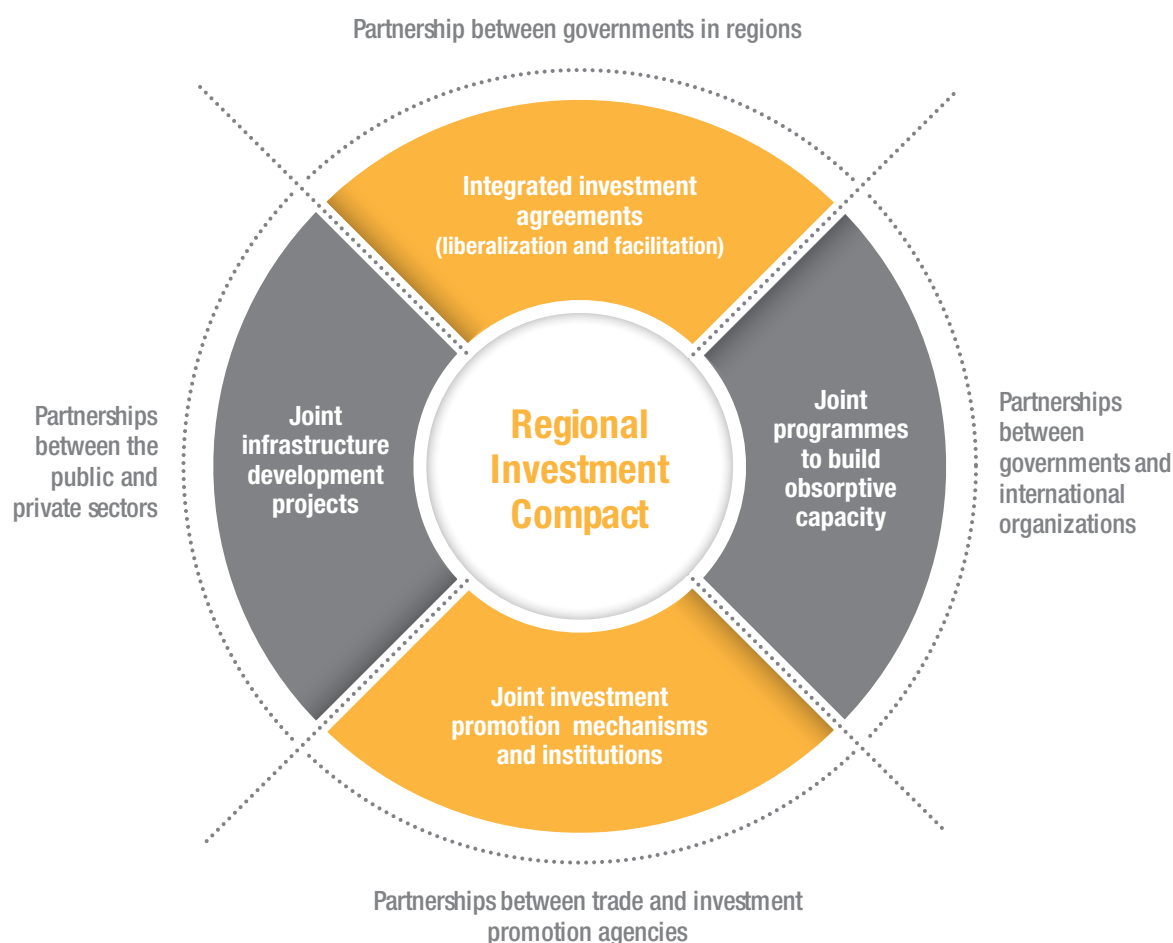 Partnership between governments in regions
Integrated investment
agreements
(liberalization and facilitation)
Partnerships
between the
public and
private sectors
Joint
infrastructure
development
projects
Regional
Investment
Compact
Joint
programmes
to build
obsorptive
capacity
Partnerships
between
governments and
international
organizations
Joint investment
promotion mechanisms
and institutions
Partnerships between trade and investment
promotion agencies